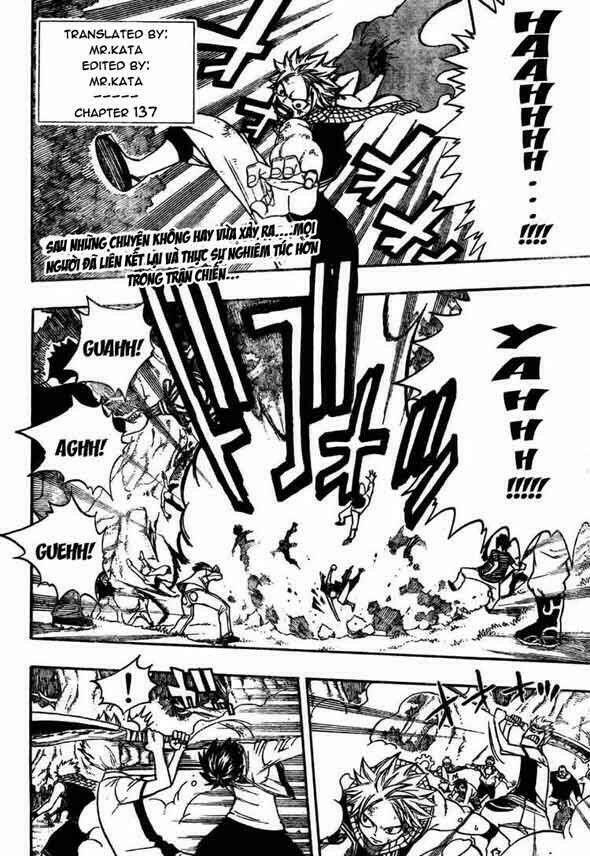 TRANSLATED BY:
MR.KATA
EDITED BY:
MR.KATA
-----
CHAPTER 137
HAAHHHH...!!!!
SAU NHỮNG CHUYỆN KHÔNG HAY VỪA XẢY RA....MỌI
NGƯỜI ĐÃ LIÊN KẾT LẠI VÀ THỰC SỰ NGHIÊM TÚC HƠN
TRONG TRẬN CHIẾN...
YAHHH!!!!!
GUAHH!
AGHH!
GUEHH!
!